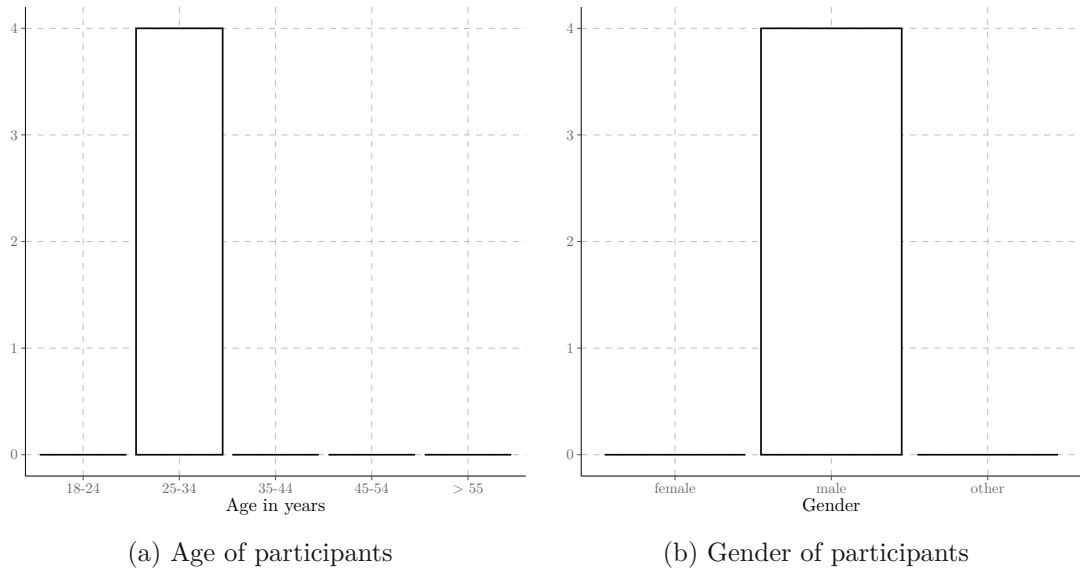 4
3
2
1
0
18-24 25-34 35-44 45-54 > 55
Age in years
(a) Age of participants
4
3
2
1
0
female male other
Gender
(b) Gender of participants